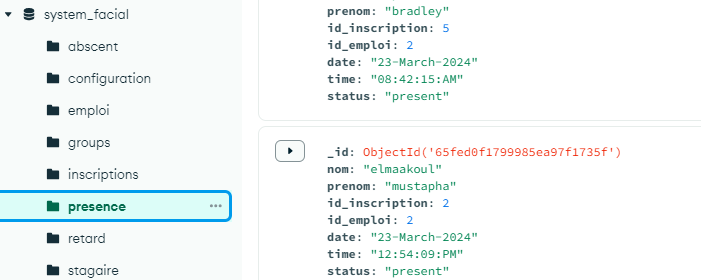 system_facial
abscent
configuration
emploi
groups
inscriptions
presence
retard
stagaire
prenom: "bradley"
id_inscription: 5
id_emploi: 2
date: "23-March-2024"
time: "08:42:15:AM"
status: "present"
_id: ObjectId('65fed0f1799985ea97f1735f')
nom: "elmaakoul"
prenom: "mustapha"
id_inscription: 2
id_emploi: 2
date: "23-March-2024"
time: "12:54:09:PM"
status: "present"